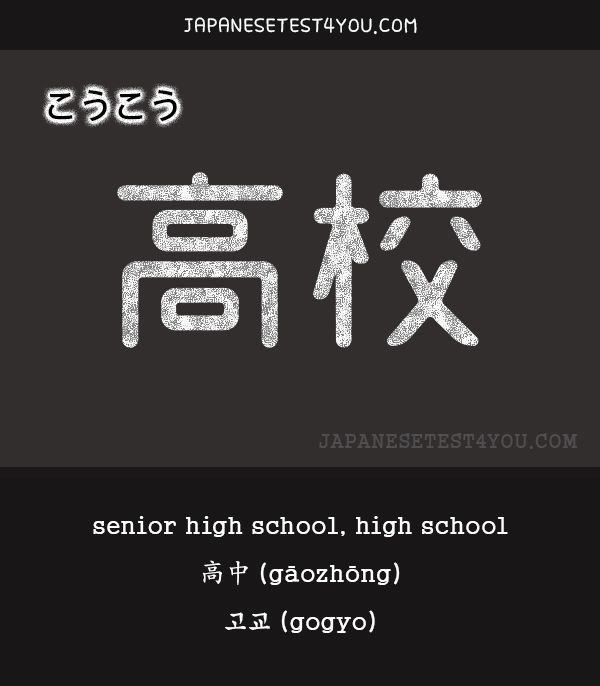 JAPANESETEST4YOU.COM
こうこう
高校
JAPANESETEST4YOU.COM
senior high school, high school
高中 (gāozhōng)
고교 (gogyo)